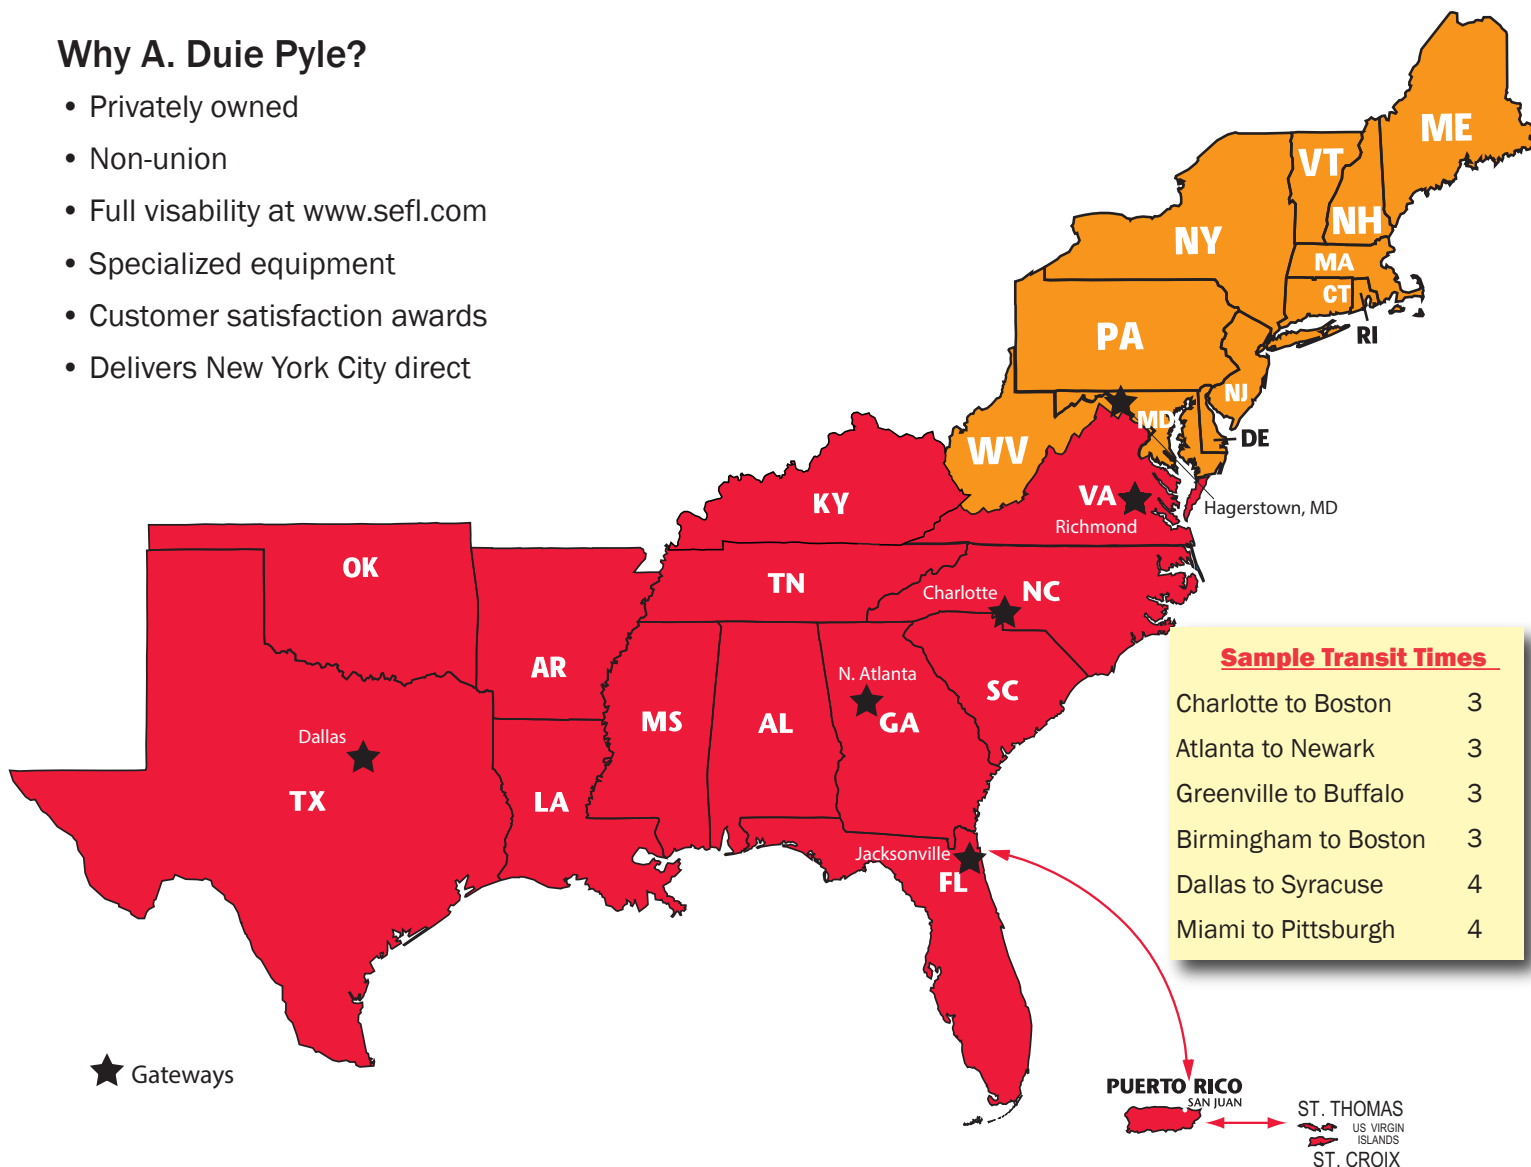 Why A. Duie Pyle?
• Privately owned
• Non-union
• Full visability at www.sefl.com
• Specialized equipment
• Customer satisfaction awards
• Delivers New York City direct
ME
VT
NH
NY
MA
CT
RI
PA
NJ
MD
DE
WV
Hagerstown, MD
KY
VA
Richmond
OK
TN
Charlotte
NC
AR
N. Atlanta
SC
MS
AL
GA
Dallas
TX
LA
Jacksonville
FL
Sample Transit Times
Charlotte to Boston 3
Atlanta to Newark 3
Greenville to Buffalo 3
Birmingham to Boston 3
Dallas to Syracuse 4
Miami to Pittsburgh 4
Gateways
PUERTO RICO
SAN JUAN
ST. THOMAS
US VIRGIN
ISLANDS
ST. CROIX